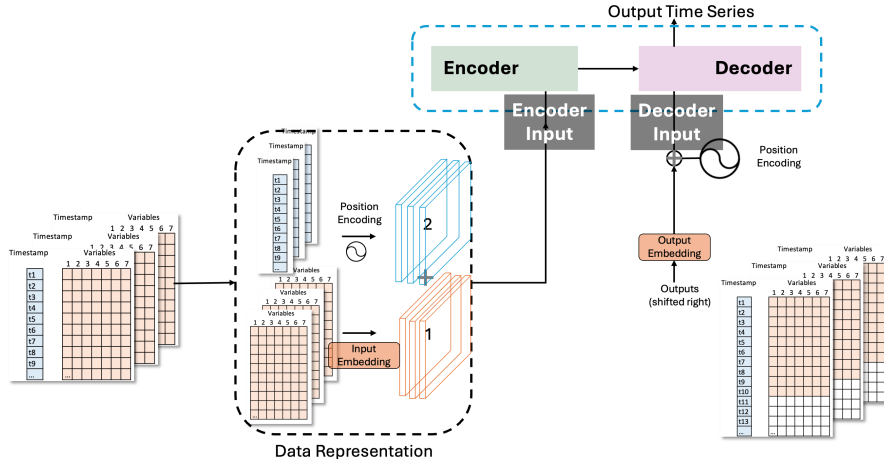 Output Time Series
Encoder
Decoder
Encoder
Input
Decoder
Input
Position
Encoding
Output
Embedding
Outputs
(shifted right)
Timestamp
Timestamp
Timestamp
t1
t2
t3
t4
t5
t6
t7
t8
t9
...
Position
Encoding
2
Variables
Variables
Variables
1 2 3 4 5 6 7
...
Input
Embedding
1
Data Representation
Timestamp Variables
1 2 3 4 5 6 7
Timestamp Variables
1 2 3 4 5 6 7
Timestamp Variables
1 2 3 4 5 6 7
t1
t2
t3
t4
t5
t6
t7
t8
t9
...
Timestamp Variables
1 2 3 4 5 6 7
Timestamp Variables
1 2 3 4 5 6 7
Timestamp Variables
1 2 3 4 5 6 7
t1
t2
t3
t4
t5
t6
t7
t8
t9
t10
t11
t12
t13
...